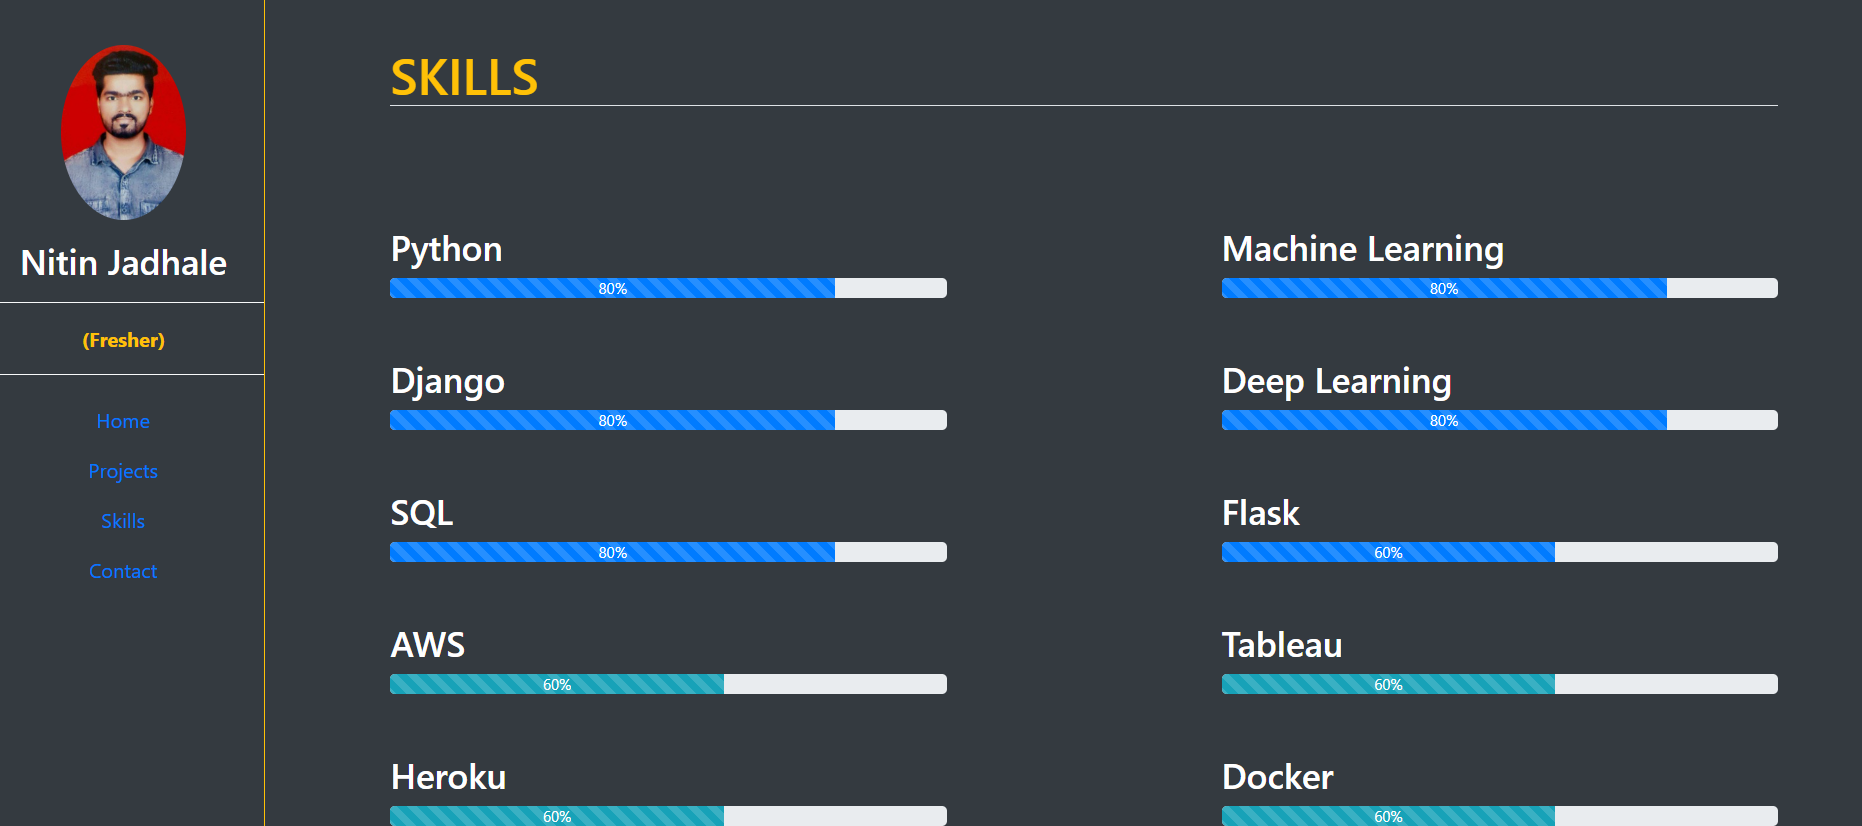 Nitin Jadhale
(Fresher)
Home
Projects
Skills
Contact
SKILLS
Python
80%
Machine Learning
80%
Django
80%
Deep Learning
80%
SQL
80%
Flask
60%
AWS
60%
Tableau
60%
Heroku
60%
Docker
60%